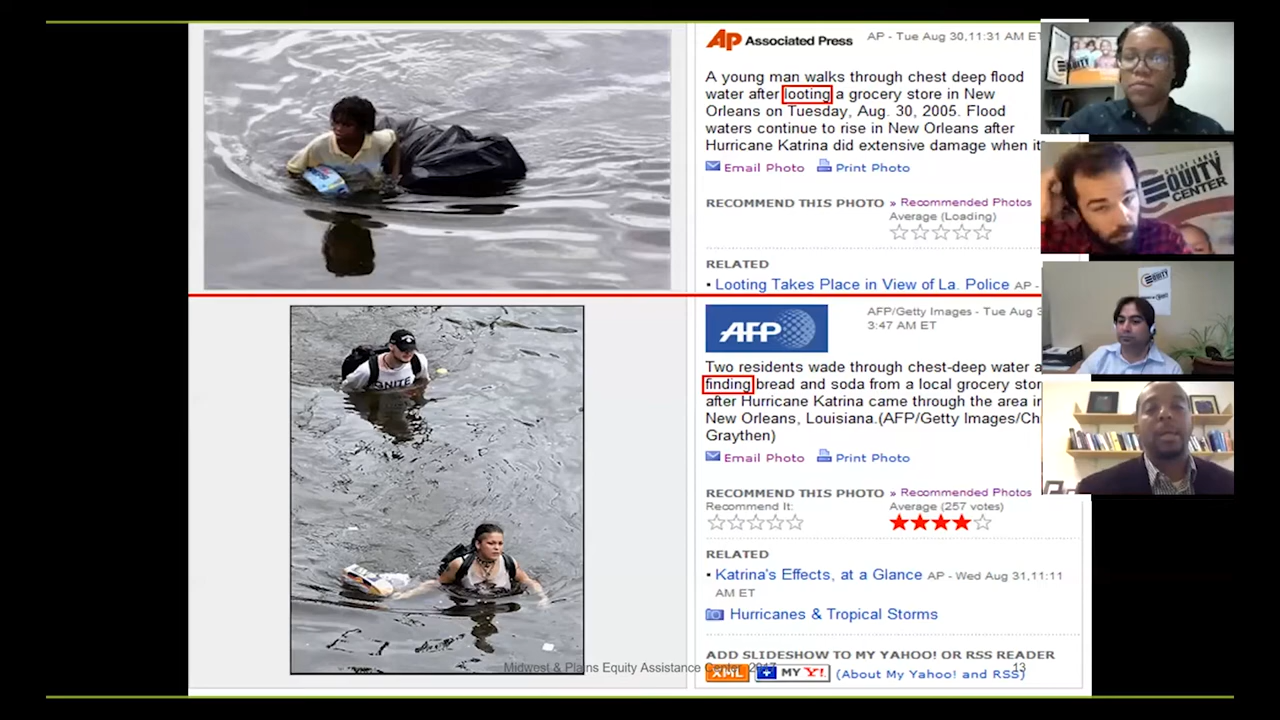 AP Associated Press
AP - Tue Aug 30,11:31 AM ET
A young man walks through chest deep flood
water after looting a grocery store in New
Orleans on Tuesday, Aug. 30, 2005. Flood
waters continue to rise in New Orleans after
Hurricane Katrina did extensive damage when it
Email Photo Print Photo
RECOMMEND THIS PHOTO » Recommended Photos
Average (Loading)
RELATED
• Looting Takes Place in View of La. Police AP -
AFP
AFP/Getty Images - Tue Aug 3
3:47 AM ET
Two residents wade through chest-deep water a
finding bread and soda from a local grocery stor
after Hurricane Katrina came through the area in
New Orleans, Louisiana.(AFP/Getty Images/Ch
Graythen)
Email Photo Print Photo
RECOMMEND THIS PHOTO » Recommended Photos
Recommend It: Average (257 votes)
RELATED
• Katrina's Effects, at a Glance AP - Wed Aug 31,11:11
AM ET
Hurricanes & Tropical Storms
ADD SLIDESHOW TO MY YAHOO! OR RSS READER
XML + MY Y! (About My Yahoo! and RSS)
Midwest & Plains Equity Assistance Center, 13
GREAT LAKES
EQUITY
CENTER
EQUITY